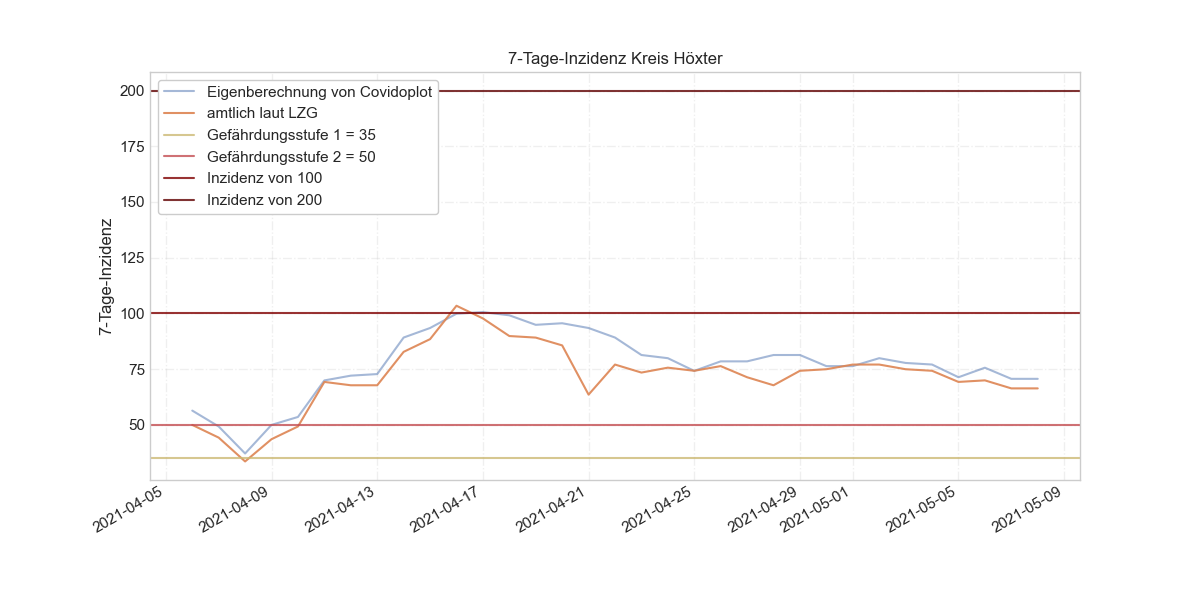 7-Tage-Inzidenz Kreis Höxter
200
175
150
125
100
75
50
7-Tage-Inzidenz
Eigenberechnung von Covidoplot
amtlich laut LZG
Gefährdungsstufe 1 = 35
Gefährdungsstufe 2 = 50
Inzidenz von 100
Inzidenz von 200
2021-04-05
2021-04-09
2021-04-13
2021-04-17
2021-04-21
2021-04-25
2021-04-29
2021-05-01
2021-05-05
2021-05-09